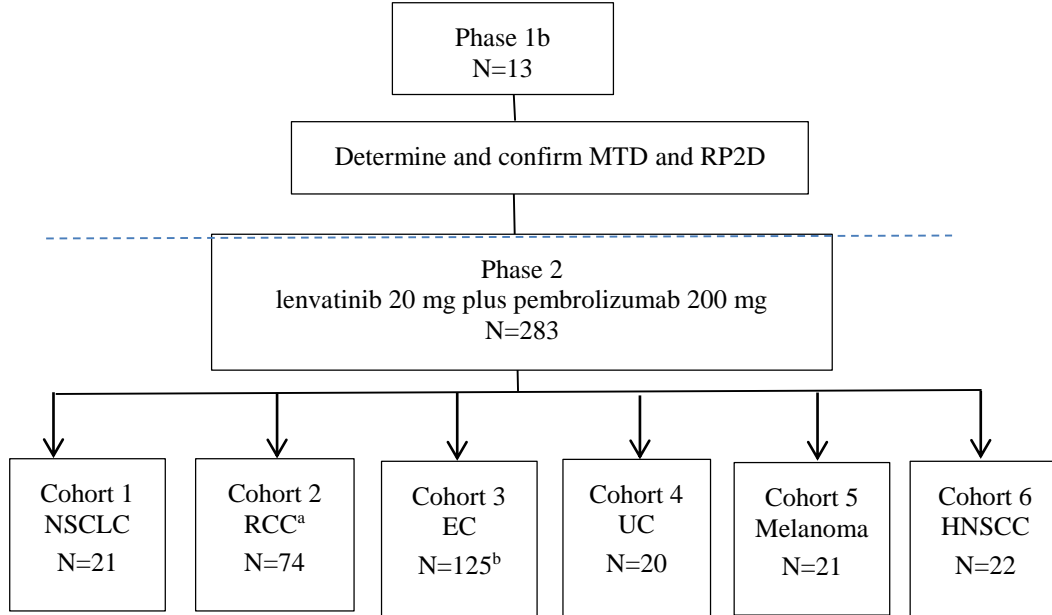 Phase 1b
N=13
Determine and confirm MTD and RP2D
Phase 2
lenvatinib 20 mg plus pembrolizumab 200 mg
N=283
Cohort 1
NSCLC
N=21
Cohort 2
RCCᵃ
N=74
Cohort 3
EC
N=125ᵇ
Cohort 4
UC
N=20
Cohort 5
Melanoma
N=21
Cohort 6
HNSCC
N=22